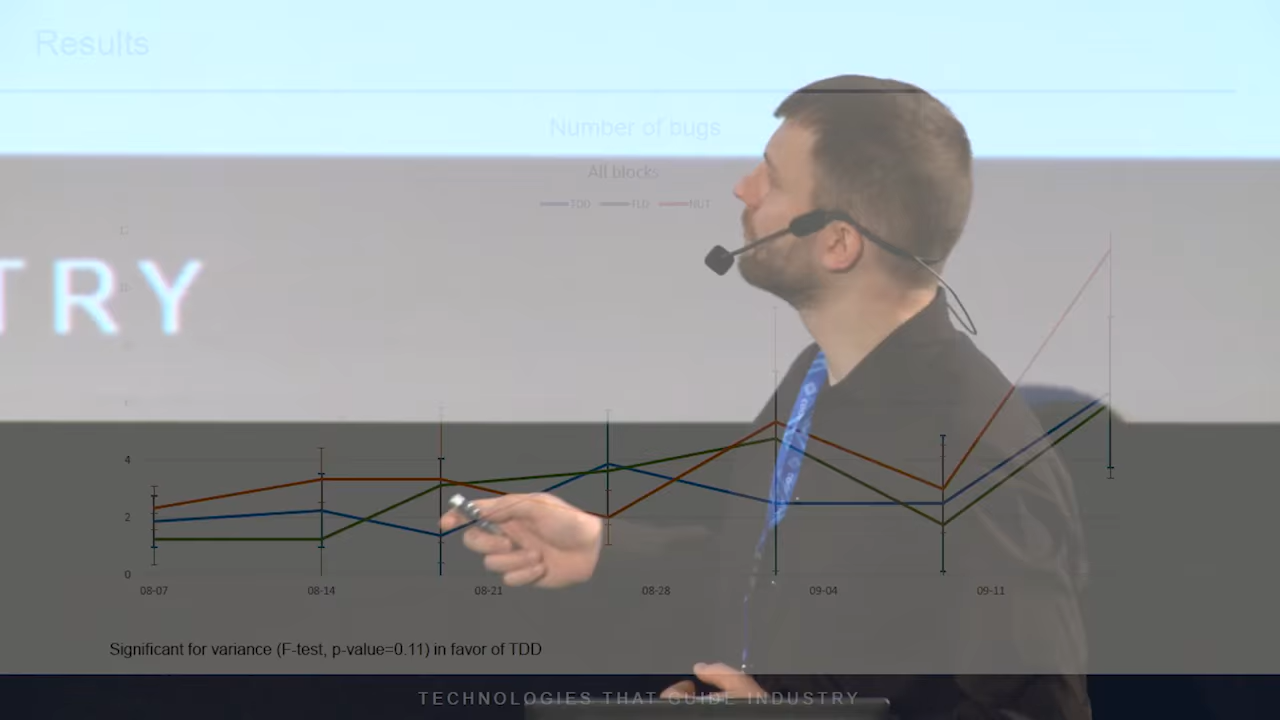 Results
Number of bugs
All blocks
TDD TLD NUT
TRY
4
2
0
08-07 08-14 08-21 08-28 09-04 09-11
Significant for variance (F-test, p-value=0.11) in favor of TDD
TECHNOLOGIES THAT GUIDE INDUSTRY